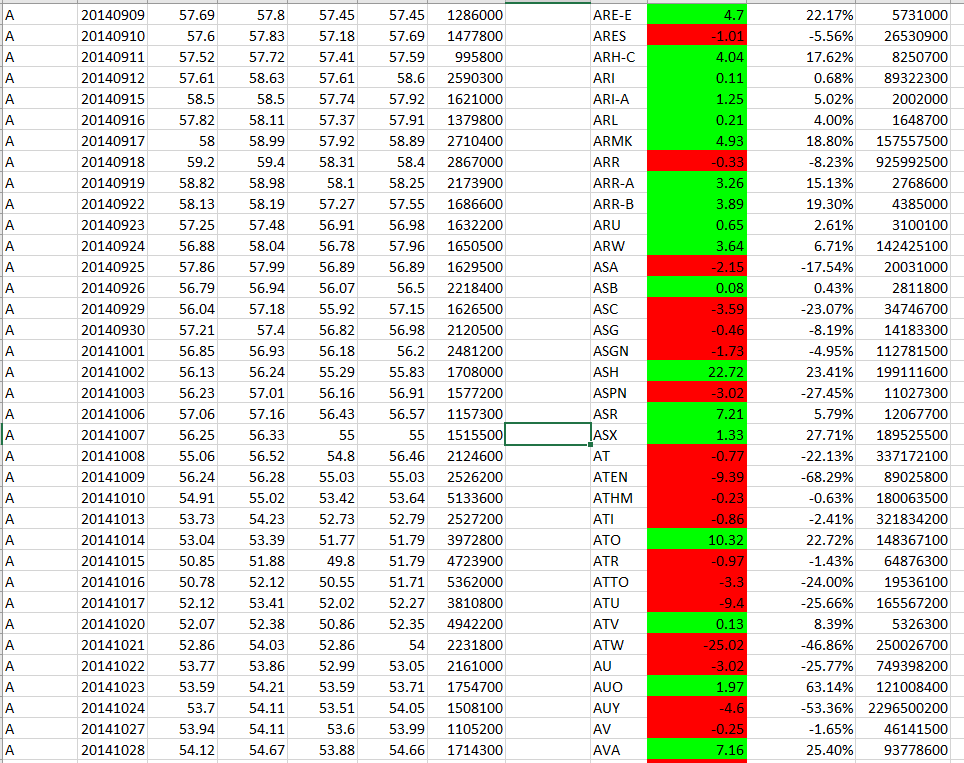 A 20140909 57.69 57.8 57.45 57.45 1286000 ARE-E 4.7 22.17% 5731000
A 20140910 57.6 57.83 57.18 57.69 1477800 ARES -1.01 -5.56% 26530900
A 20140911 57.52 57.72 57.41 57.59 995800 ARH-C 4.04 17.62% 8250700
A 20140912 57.61 58.63 57.61 58.6 2590300 ARI 0.11 0.68% 89322300
A 20140915 58.5 58.5 57.74 57.92 1621000 ARI-A 1.25 5.02% 2002000
A 20140916 57.82 58.11 57.37 57.91 1379800 ARL 0.21 4.00% 1648700
A 20140917 58 58.99 57.92 58.89 2710400 ARMK 4.93 18.80% 157557500
A 20140918 59.2 59.4 58.31 58.4 2867000 ARR -0.33 -8.23% 925992500
A 20140919 58.82 58.98 58.1 58.25 2173900 ARR-A 3.26 15.13% 2768600
A 20140922 58.13 58.19 57.27 57.55 1686600 ARR-B 3.89 19.30% 4385000
A 20140923 57.25 57.48 56.91 56.98 1632200 ARU 0.65 2.61% 3100100
A 20140924 56.88 58.04 56.78 57.96 1650500 ARW 3.64 6.71% 142425100
A 20140925 57.86 57.99 56.89 56.89 1629500 ASA -2.15 -17.54% 20031000
A 20140926 56.79 56.94 56.07 56.5 2218400 ASB 0.08 0.43% 2811800
A 20140929 56.04 57.18 55.92 57.15 1626500 ASC -3.59 -23.07% 34746700
A 20140930 57.21 57.4 56.82 56.98 2120500 ASG -0.46 -8.19% 14183300
A 20141001 56.85 56.93 56.18 56.2 2481200 ASGN -1.73 -4.95% 112781500
A 20141002 56.13 56.24 55.29 55.83 1708000 ASH 22.72 23.41% 199111600
A 20141003 56.23 57.01 56.16 56.91 1577200 ASPN -3.02 -27.45% 11027300
A 20141006 57.06 57.16 56.43 56.57 1157300 ASR 7.21 5.79% 12067700
A 20141007 56.25 56.33 55 55 1515500 ASX 1.33 27.71% 189525500
A 20141008 55.06 56.52 54.8 56.46 2124600 AT -0.77 -22.13% 337172100
A 20141009 56.24 56.28 55.03 55.03 2526200 ATEN -9.39 -68.29% 89025800
A 20141010 54.91 55.02 53.42 53.64 5133600 ATHM -0.23 -0.63% 180063500
A 20141013 53.73 54.23 52.73 52.79 2527200 ATI -0.86 -2.41% 321834200
A 20141014 53.04 53.39 51.77 51.79 3972800 ATO 10.32 22.72% 148367100
A 20141015 50.85 51.88 49.8 51.79 4723900 ATR -0.97 -1.43% 64876300
A 20141016 50.78 52.12 50.55 51.71 5362000 ATTO -3.3 -24.00% 19536100
A 20141017 52.12 53.41 52.02 52.27 3810800 ATU -9.4 -25.66% 165567200
A 20141020 52.07 52.38 50.86 52.35 4942200 ATV 0.13 8.39% 5326300
A 20141021 52.86 54.03 52.86 54 2231800 ATW -25.02 -46.86% 250026700
A 20141022 53.77 53.86 52.99 53.05 2161000 AU -3.02 -25.77% 749398200
A 20141023 53.59 54.21 53.59 53.71 1754700 AUO 1.97 63.14% 121008400
A 20141024 53.7 54.11 53.51 54.05 1508100 AUY -4.6 -53.36% 2296500200
A 20141027 53.94 54.11 53.6 53.99 1105200 AV -0.25 -1.65% 46141500
A 20141028 54.12 54.67 53.88 54.66 1714300 AVA 7.16 25.40% 93778600